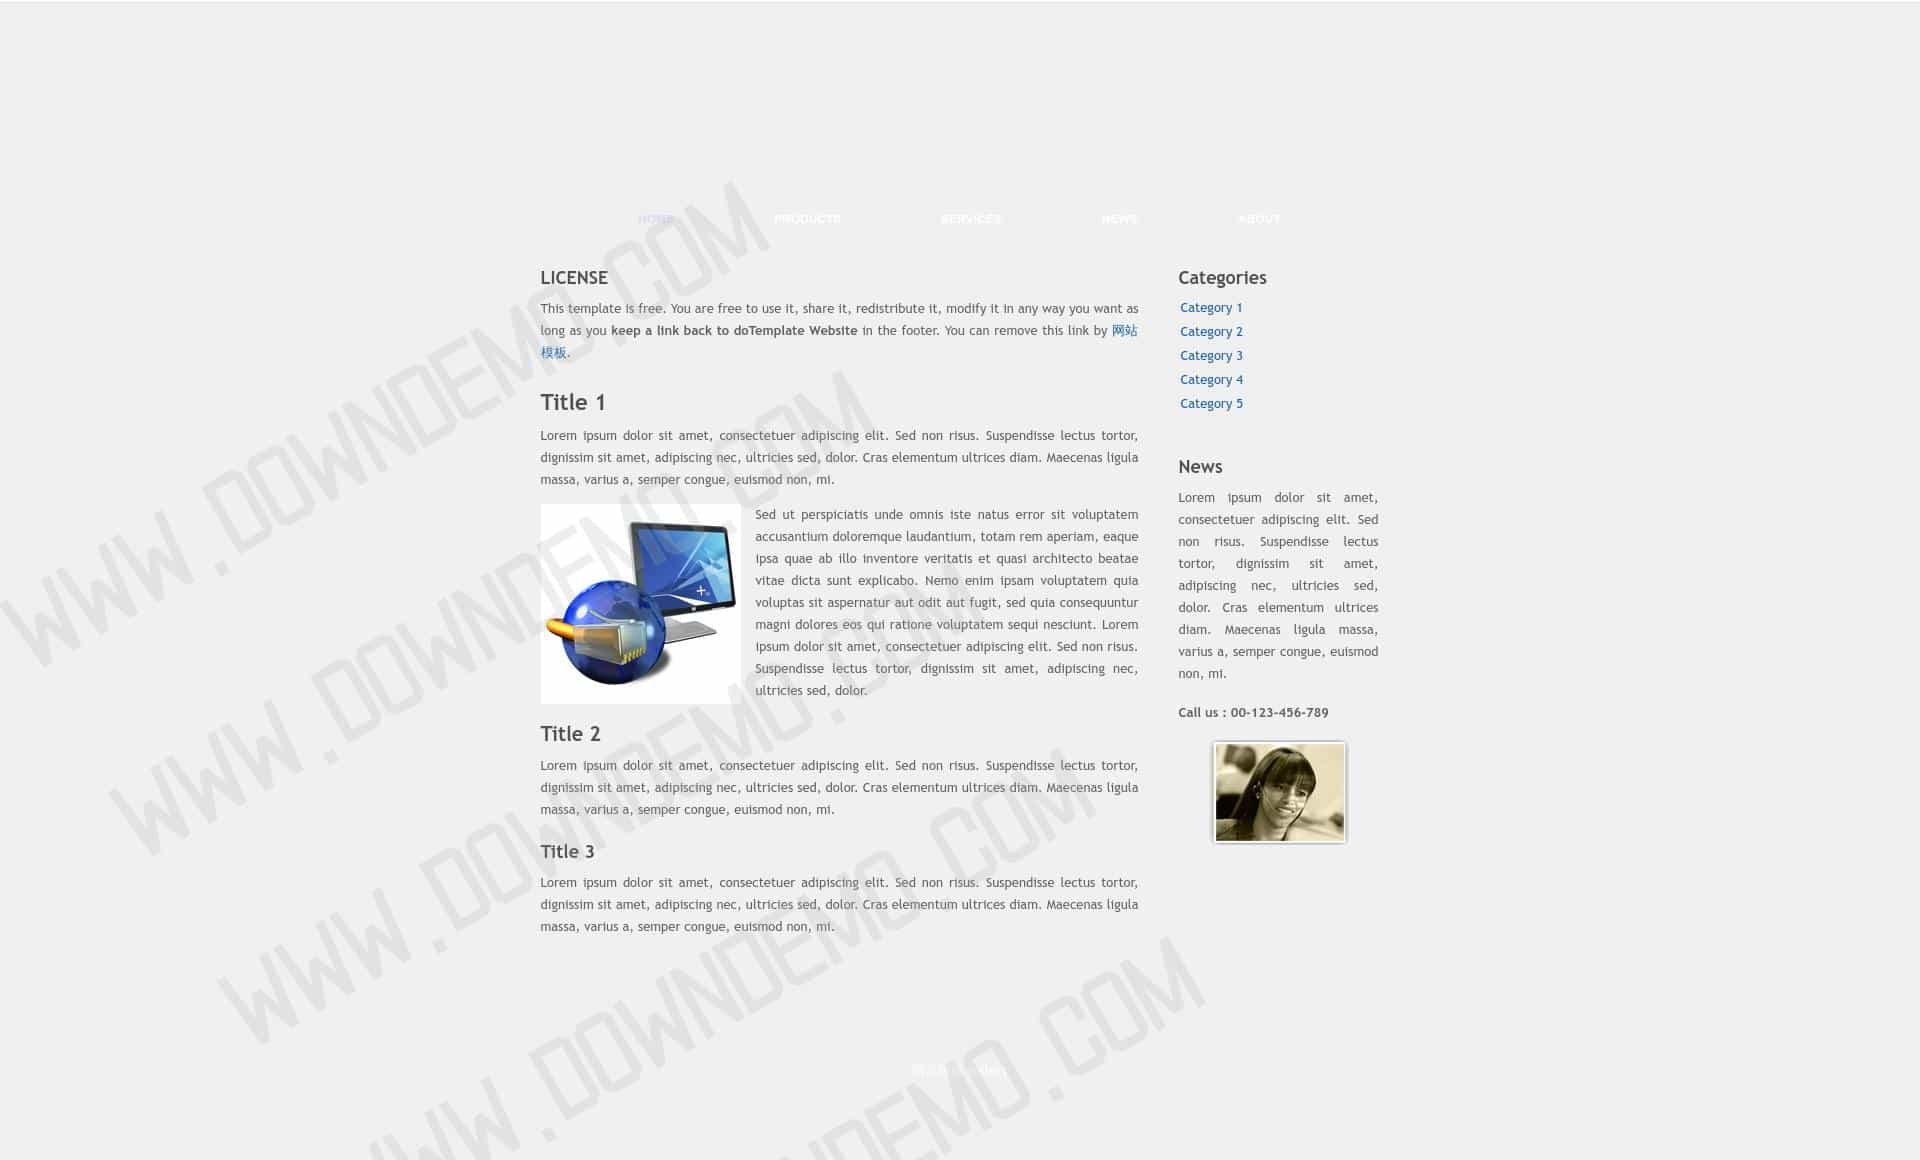 HOME PRODUCTS SERVICES NEWS ABOUT
LICENSE
This template is free. You are free to use it, share it, redistribute it, modify it in any way you want as
long as you keep a link back to doTemplate Website in the footer. You can remove this link by 网站
模板.
Title 1
Lorem ipsum dolor sit amet, consectetuer adipiscing elit. Sed non risus. Suspendisse lectus tortor,
dignissim sit amet, adipiscing nec, ultricies sed, dolor. Cras elementum ultrices diam. Maecenas ligula
massa, varius a, semper congue, euismod non, mi.
Sed ut perspiciatis unde omnis iste natus error sit voluptatem
accusantium doloremque laudantium, totam rem aperiam, eaque
ipsa quae ab illo inventore veritatis et quasi architecto beatae
vitae dicta sunt explicabo. Nemo enim ipsam voluptatem quia
voluptas sit aspernatur aut odit aut fugit, sed quia consequuntur
magni dolores eos qui ratione voluptatem sequi nesciunt. Lorem
ipsum dolor sit amet, consectetuer adipiscing elit. Sed non risus.
Suspendisse lectus tortor, dignissim sit amet, adipiscing nec,
ultricies sed, dolor.
Title 2
Lorem ipsum dolor sit amet, consectetuer adipiscing elit. Sed non risus. Suspendisse lectus tortor,
dignissim sit amet, adipiscing nec, ultricies sed, dolor. Cras elementum ultrices diam. Maecenas ligula
massa, varius a, semper congue, euismod non, mi.
Title 3
Lorem ipsum dolor sit amet, consectetuer adipiscing elit. Sed non risus. Suspendisse lectus tortor,
dignissim sit amet, adipiscing nec, ultricies sed, dolor. Cras elementum ultrices diam. Maecenas ligula
massa, varius a, semper congue, euismod non, mi.
Categories
Category 1
Category 2
Category 3
Category 4
Category 5
News
Lorem ipsum dolor sit amet,
consectetuer adipiscing elit. Sed
non risus. Suspendisse lectus
tortor, dignissim sit amet,
adipiscing nec, ultricies sed,
dolor. Cras elementum ultrices
diam. Maecenas ligula massa,
varius a, semper congue, euismod
non, mi.
Call us : 00-123-456-789
WWW.DOWNDEMO.COM
WWW.DOWNDEMO.COM
WWW.DOWNDEMO.COM
WWW.DOWNDEMO.COM
DEMO.COM